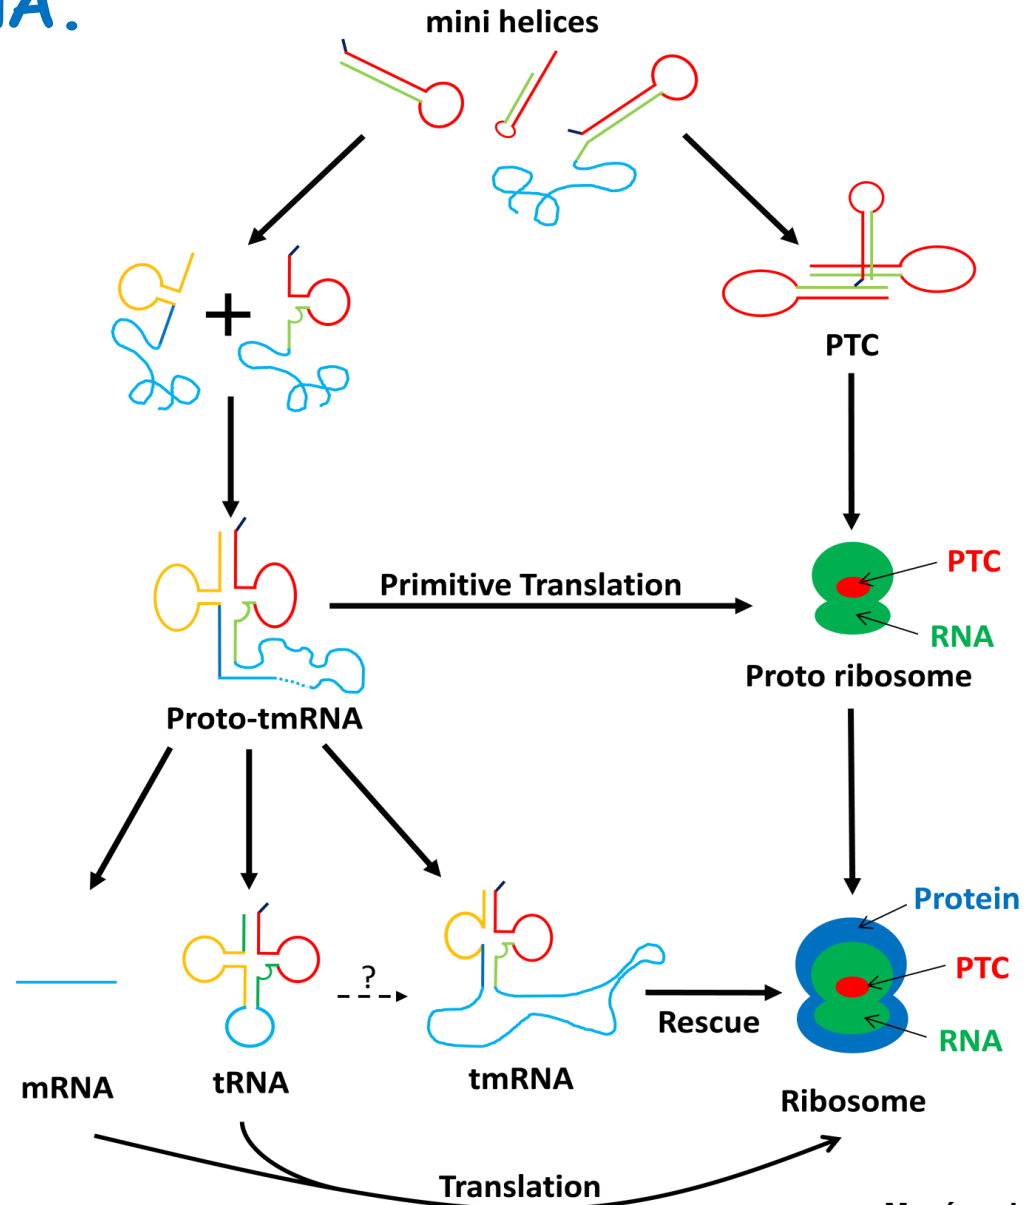 mini helices
+
PTC
Primitive Translation
PTC
RNA
Proto ribosome
Proto-tmRNA
Protein
?
PTC
Rescue
RNA
mRNA
tRNA
tmRNA
Ribosome
Translation